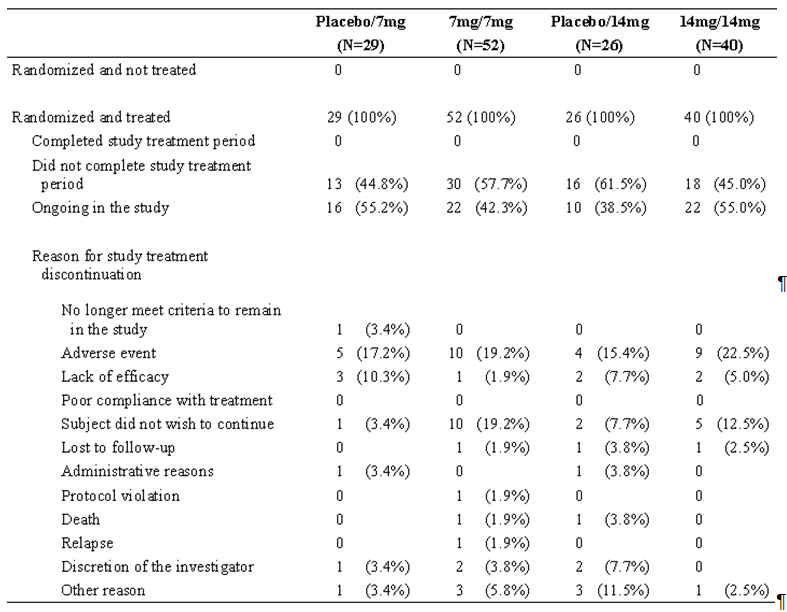 Placebo/7mg 7mg/7mg Placebo/14mg 14mg/14mg
(N=29) (N=52) (N=26) (N=40)
Randomized and not treated 0 0 0 0
Randomized and treated 29 (100%) 52 (100%) 26 (100%) 40 (100%)
Completed study treatment period 0 0 0 0
Did not complete study treatment
period 13 (44.8%) 30 (57.7%) 16 (61.5%) 18 (45.0%)
Ongoing in the study 16 (55.2%) 22 (42.3%) 10 (38.5%) 22 (55.0%)
Reason for study treatment
discontinuation
¶
No longer meet criteria to remain
in the study 1 (3.4%) 0 0 0
Adverse event 5 (17.2%) 10 (19.2%) 4 (15.4%) 9 (22.5%)
Lack of efficacy 3 (10.3%) 1 (1.9%) 2 (7.7%) 2 (5.0%)
Poor compliance with treatment 0 0 0 0
Subject did not wish to continue 1 (3.4%) 10 (19.2%) 2 (7.7%) 5 (12.5%)
Lost to follow-up 0 1 (1.9%) 1 (3.8%) 1 (2.5%)
Administrative reasons 1 (3.4%) 0 1 (3.8%) 0
Protocol violation 0 1 (1.9%) 0 0
Death 0 1 (1.9%) 1 (3.8%) 0
Relapse 0 1 (1.9%) 0 0
Discretion of the investigator 1 (3.4%) 2 (3.8%) 2 (7.7%) 0
Other reason 1 (3.4%) 3 (5.8%) 3 (11.5%) 1 (2.5%) ¶